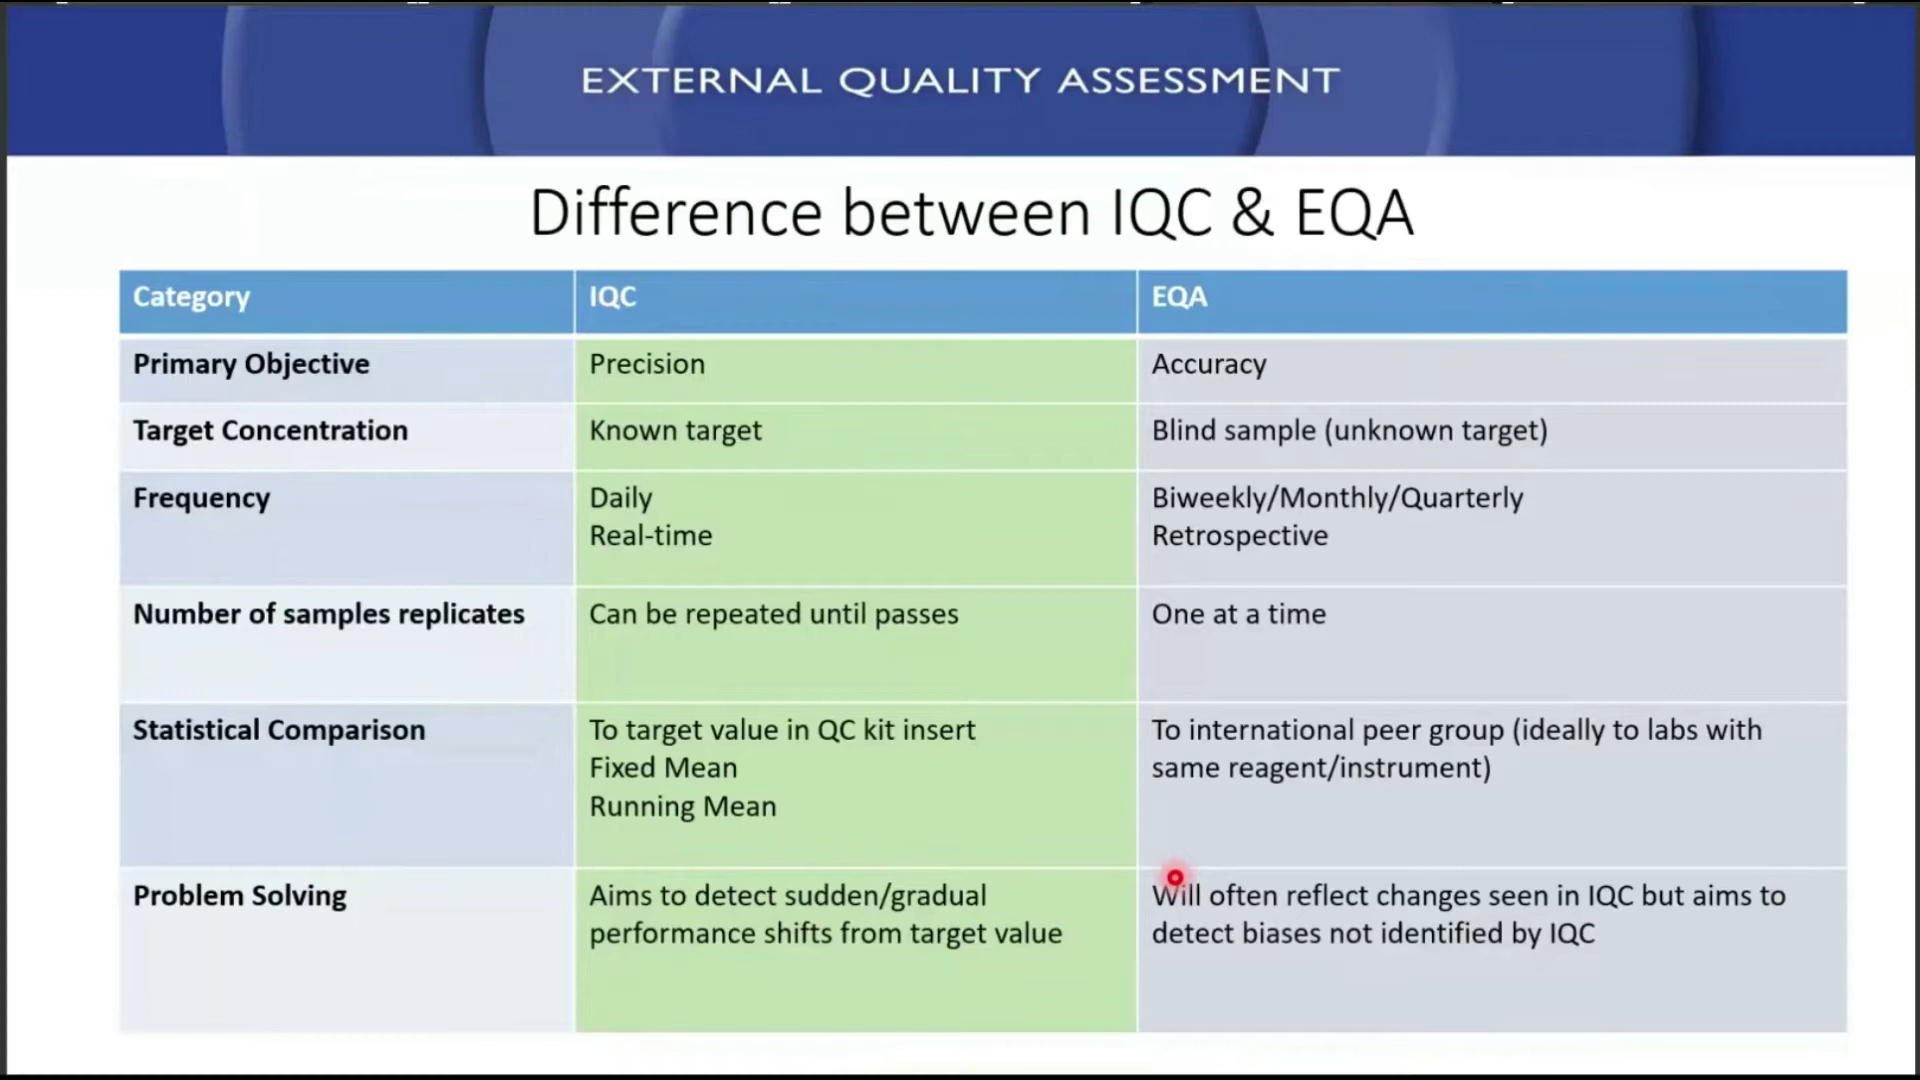 EXTERNAL QUALITY ASSESSMENT
Difference between IQC & EQA
Category
IQC
EQA
Primary Objective
Precision
Accuracy
Target Concentration
Known target
Blind sample (unknown target)
Frequency
Daily
Real-time
Biweekly/Monthly/Quarterly
Retrospective
Number of samples replicates
Can be repeated until passes
One at a time
Statistical Comparison
To target value in QC kit insert
Fixed Mean
Running Mean
To international peer group (ideally to labs with
same reagent/instrument)
Problem Solving
Aims to detect sudden/gradual
performance shifts from target value
Will often reflect changes seen in IQC but aims to
detect biases not identified by IQC